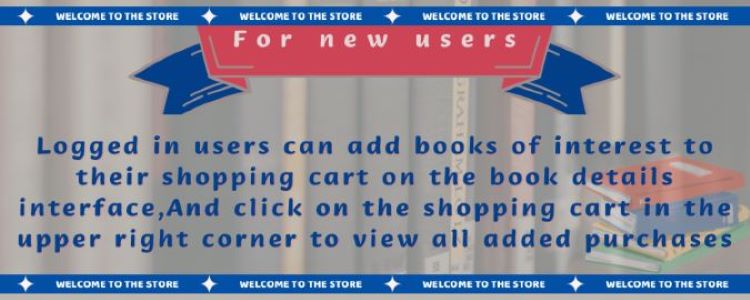 WELCOME TO THE STORE WELCOME TO THE STORE WELCOME TO THE STORE WELCOME TO THE STORE
For new users
Logged in users can add books of interest to
their shopping cart on the book details
interface,And click on the shopping cart in the
upper right corner to view all added purchases
WELCOME TO THE STORE WELCOME TO THE STORE WELCOME TO THE STORE WELCOME TO THE STORE